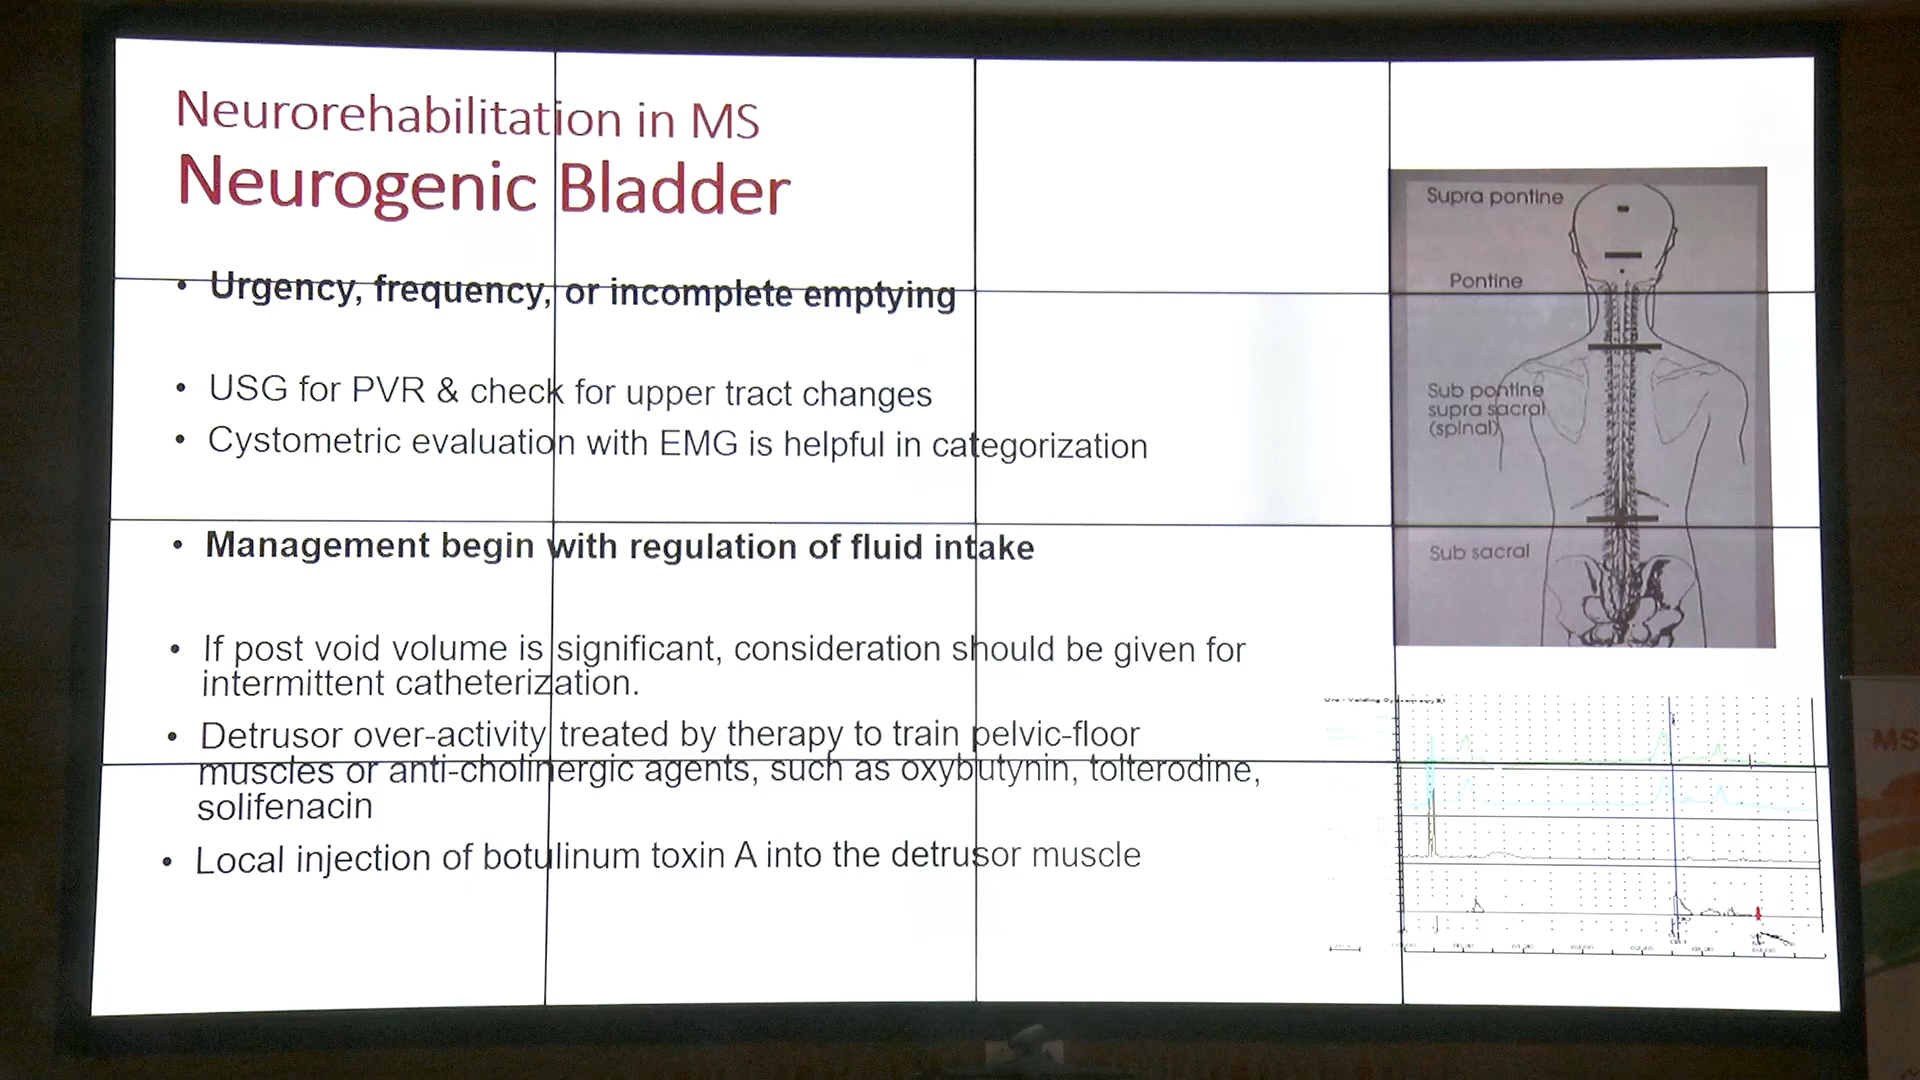 Neurorehabilitation in MS
Neurogenic Bladder
• Urgency, frequency, or incomplete emptying
• USG for PVR & check for upper tract changes
• Cystometric evaluation with EMG is helpful in categorization
• Management begin with regulation of fluid intake
• If post void volume is significant, consideration should be given for
intermittent catheterization.
• Detrusor over-activity treated by therapy to train pelvic-floor
muscles or anti-cholinergic agents, such as oxybutynin, tolterodine,
solifenacin
• Local injection of botulinum toxin A into the detrusor muscle
Supra pontine
Pontine
Sub pontine
supra sacral
(spinal)
Sub sacral
MS